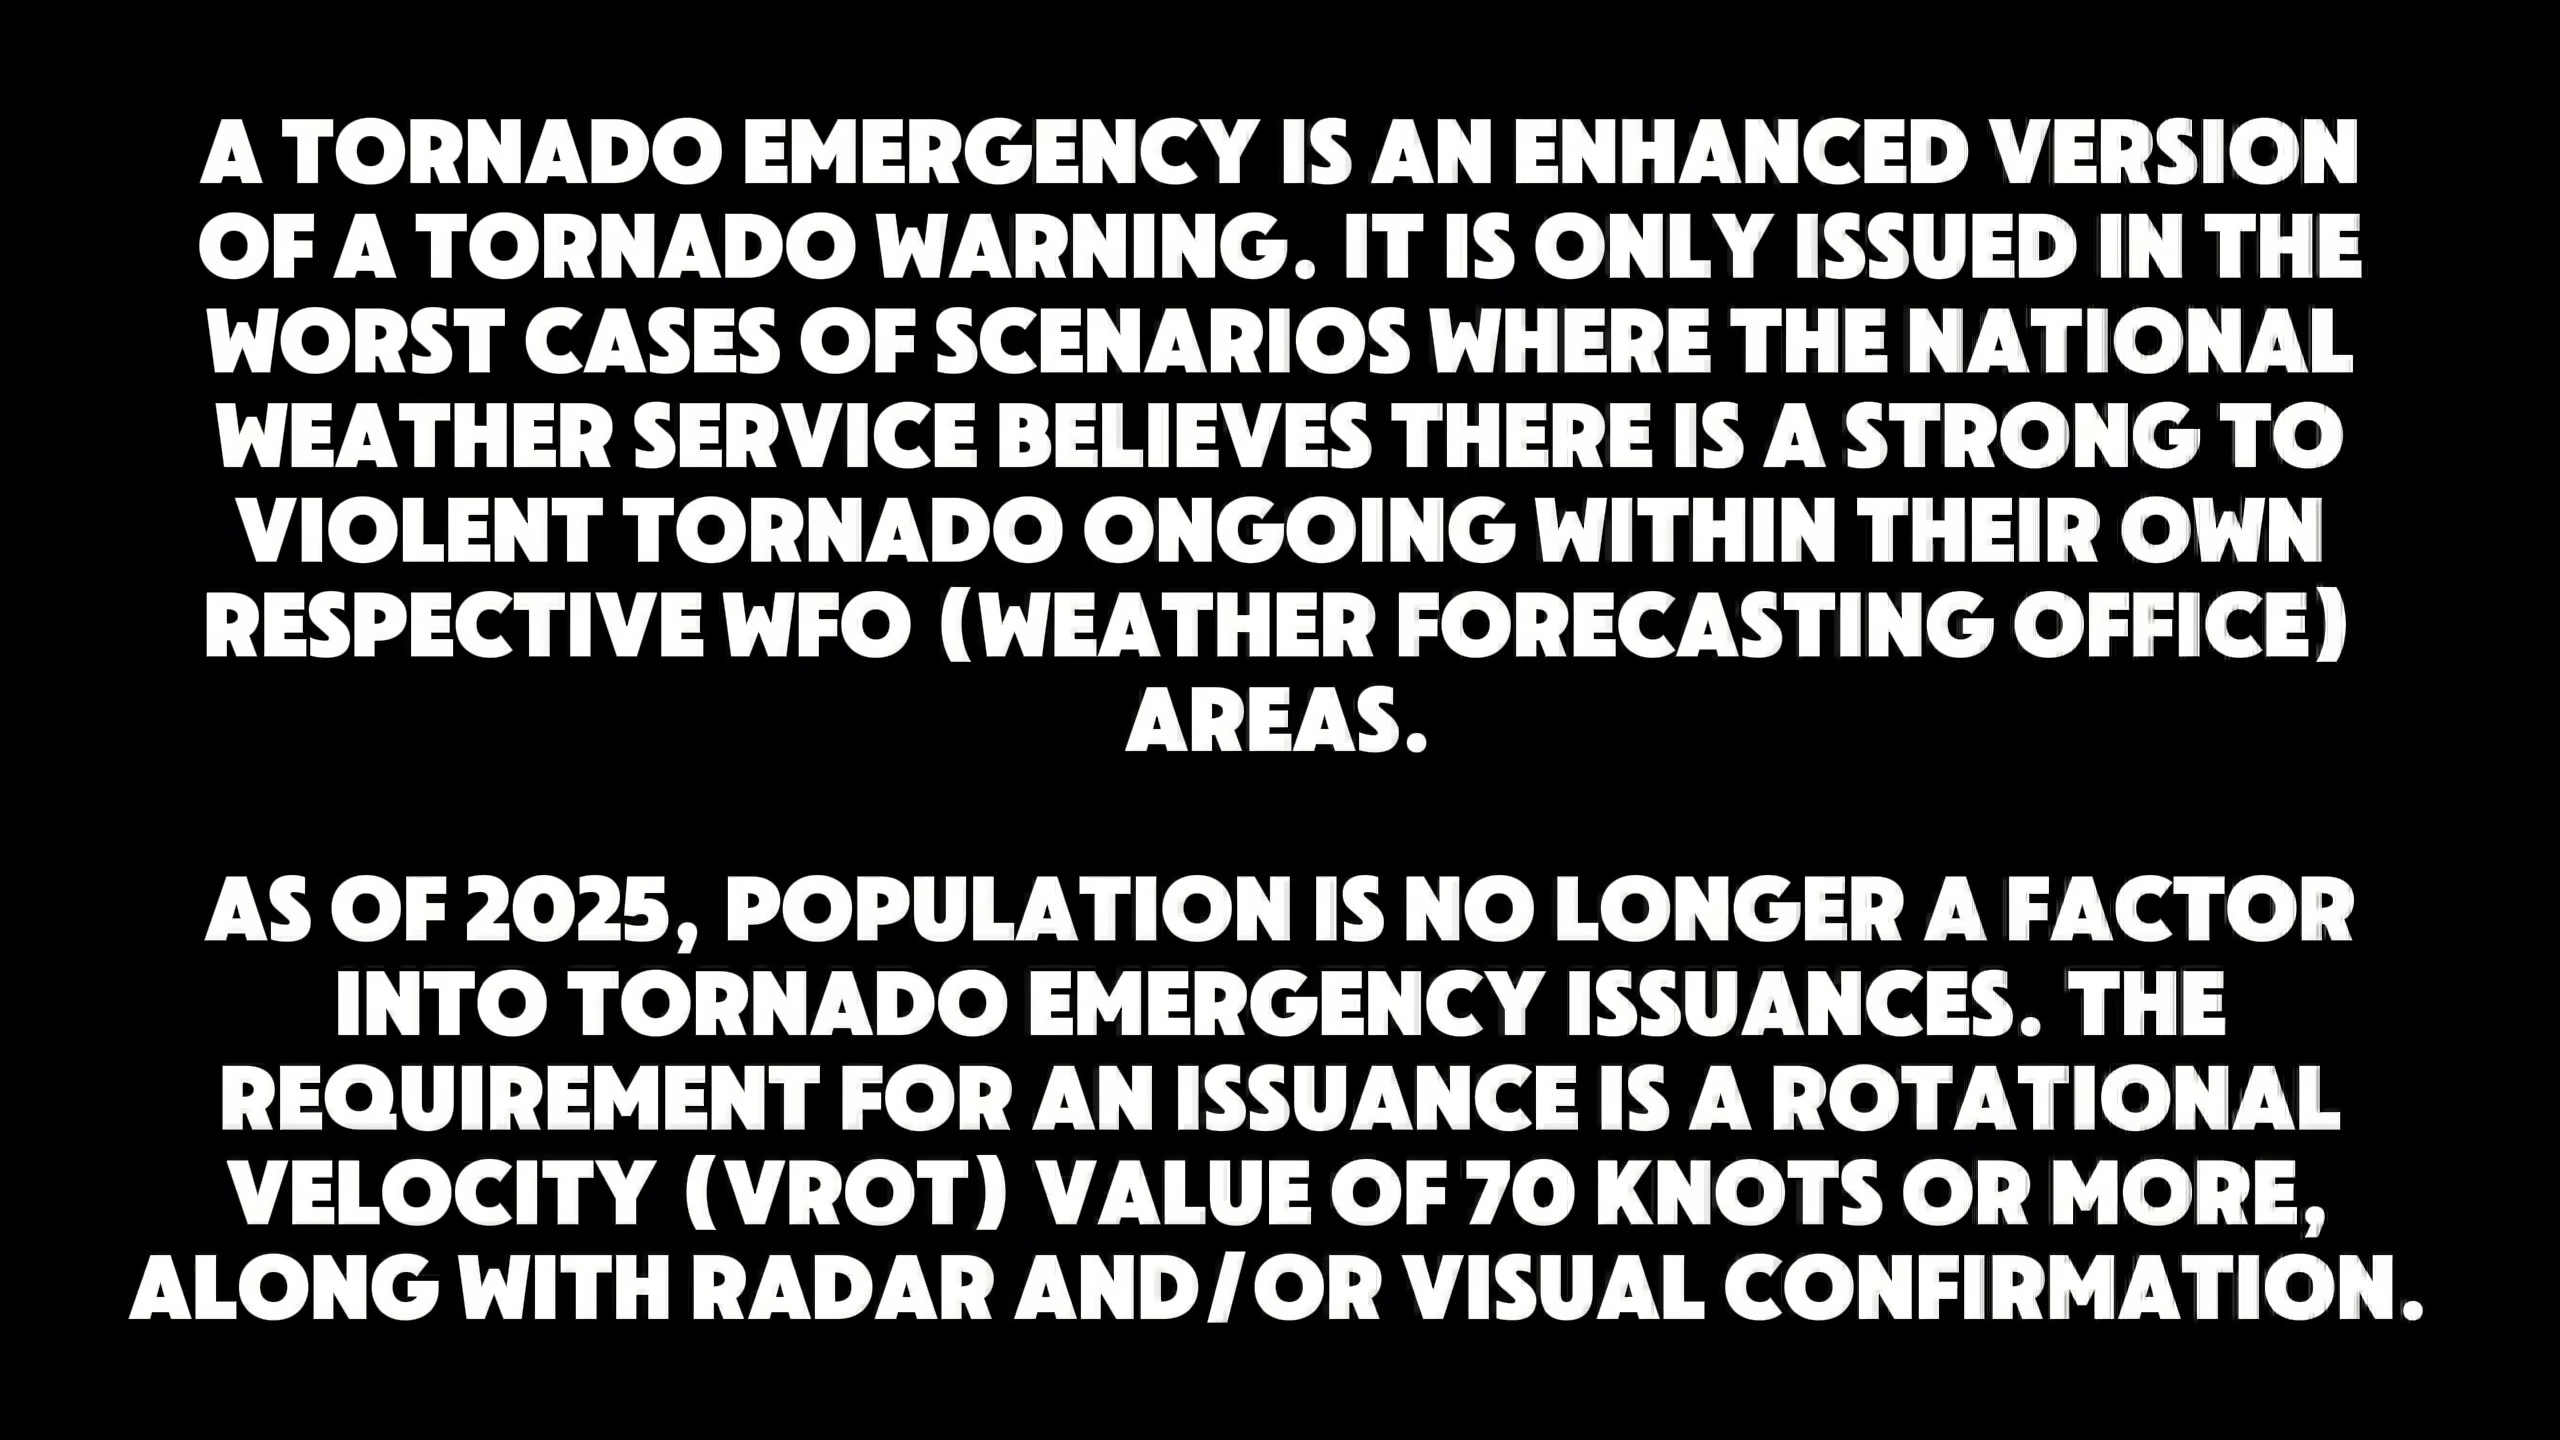 A TORNADO EMERGENCY IS AN ENHANCED VERSION
OF A TORNADO WARNING. IT IS ONLY ISSUED IN THE
WORST CASES OF SCENARIOS WHERE THE NATIONAL
WEATHER SERVICE BELIEVES THERE IS A STRONG TO
VIOLENT TORNADO ONGOING WITHIN THEIR OWN
RESPECTIVE WFO (WEATHER FORECASTING OFFICE)
AREAS.
AS OF 2025, POPULATION IS NO LONGER A FACTOR
INTO TORNADO EMERGENCY ISSUANCES. THE
REQUIREMENT FOR AN ISSUANCE IS A ROTATIONAL
VELOCITY (VROT) VALUE OF 70 KNOTS OR MORE,
ALONG WITH RADAR AND/OR VISUAL CONFIRMATION.